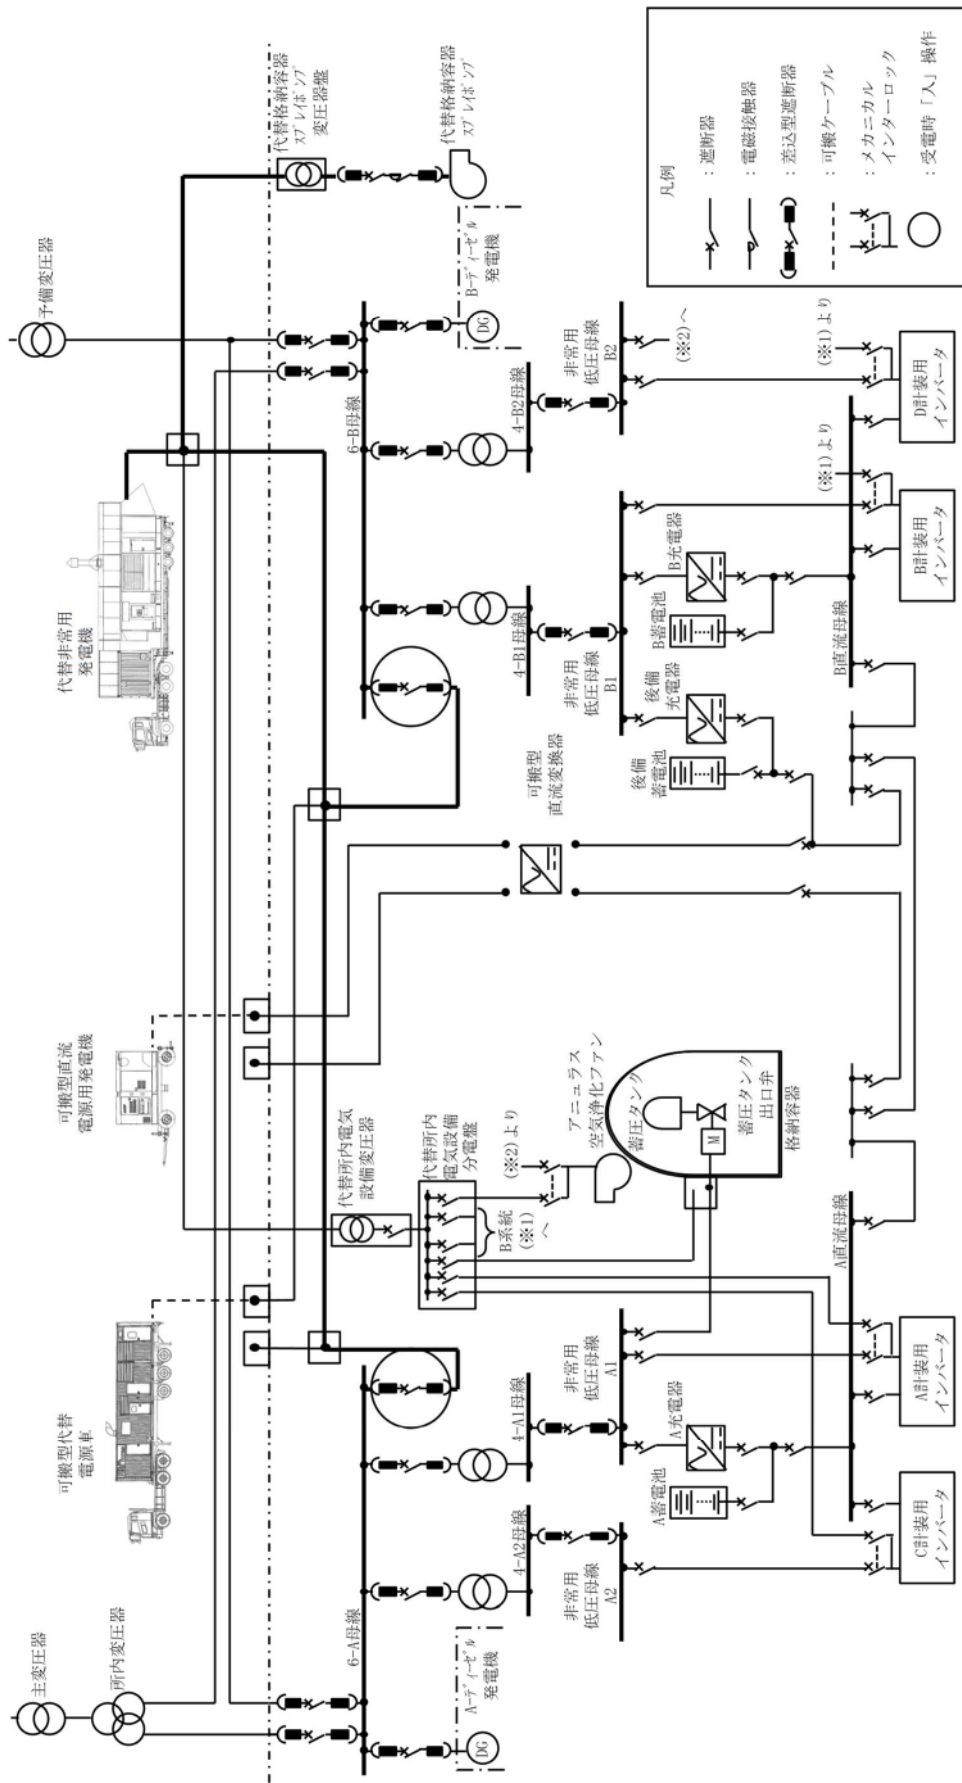 主変圧器
所内変圧器
予備変圧器
可搬型代替
電源車
可搬型直流
電源用発電機
代替非常用
発電機
代替格納容器
ｽﾌﾟﾚｲﾎﾟﾝﾌﾟ
変圧器盤
代替格納容器
ｽﾌﾟﾚｲﾎﾟﾝﾌﾟ
代替所内電気
設備変圧器
代替所内
電気設備
分電盤
B系統
(※1)
へ
(※2)より
アニュラス
空気浄化ファン
蓄圧タンク
M
蓄圧タンク
出口弁
格納容器
6-A母線
A-ﾃﾞｨｰｾﾞﾙ
発電機
DG
4-A2母線
4-A1母線
非常用
低圧母線
A2
非常用
低圧母線
A1
A蓄電池
A充電器
A直流母線
C計装用
インバータ
A計装用
インバータ
可搬型
直流変換器
6-B母線
B-ﾃﾞｨｰｾﾞﾙ
発電機
DG
4-B1母線
4-B2母線
非常用
低圧母線
B1
非常用
低圧母線
B2
(※2)へ
後備
蓄電池
後備
充電器
B蓄電池
B充電器
B直流母線
(※1)より
(※1)より
B計装用
インバータ
D計装用
インバータ
凡例
：遮断器
：電磁接触器
：差込型遮断器
：可搬ケーブル
：メカニカル
インターロック
：受電時「入」操作